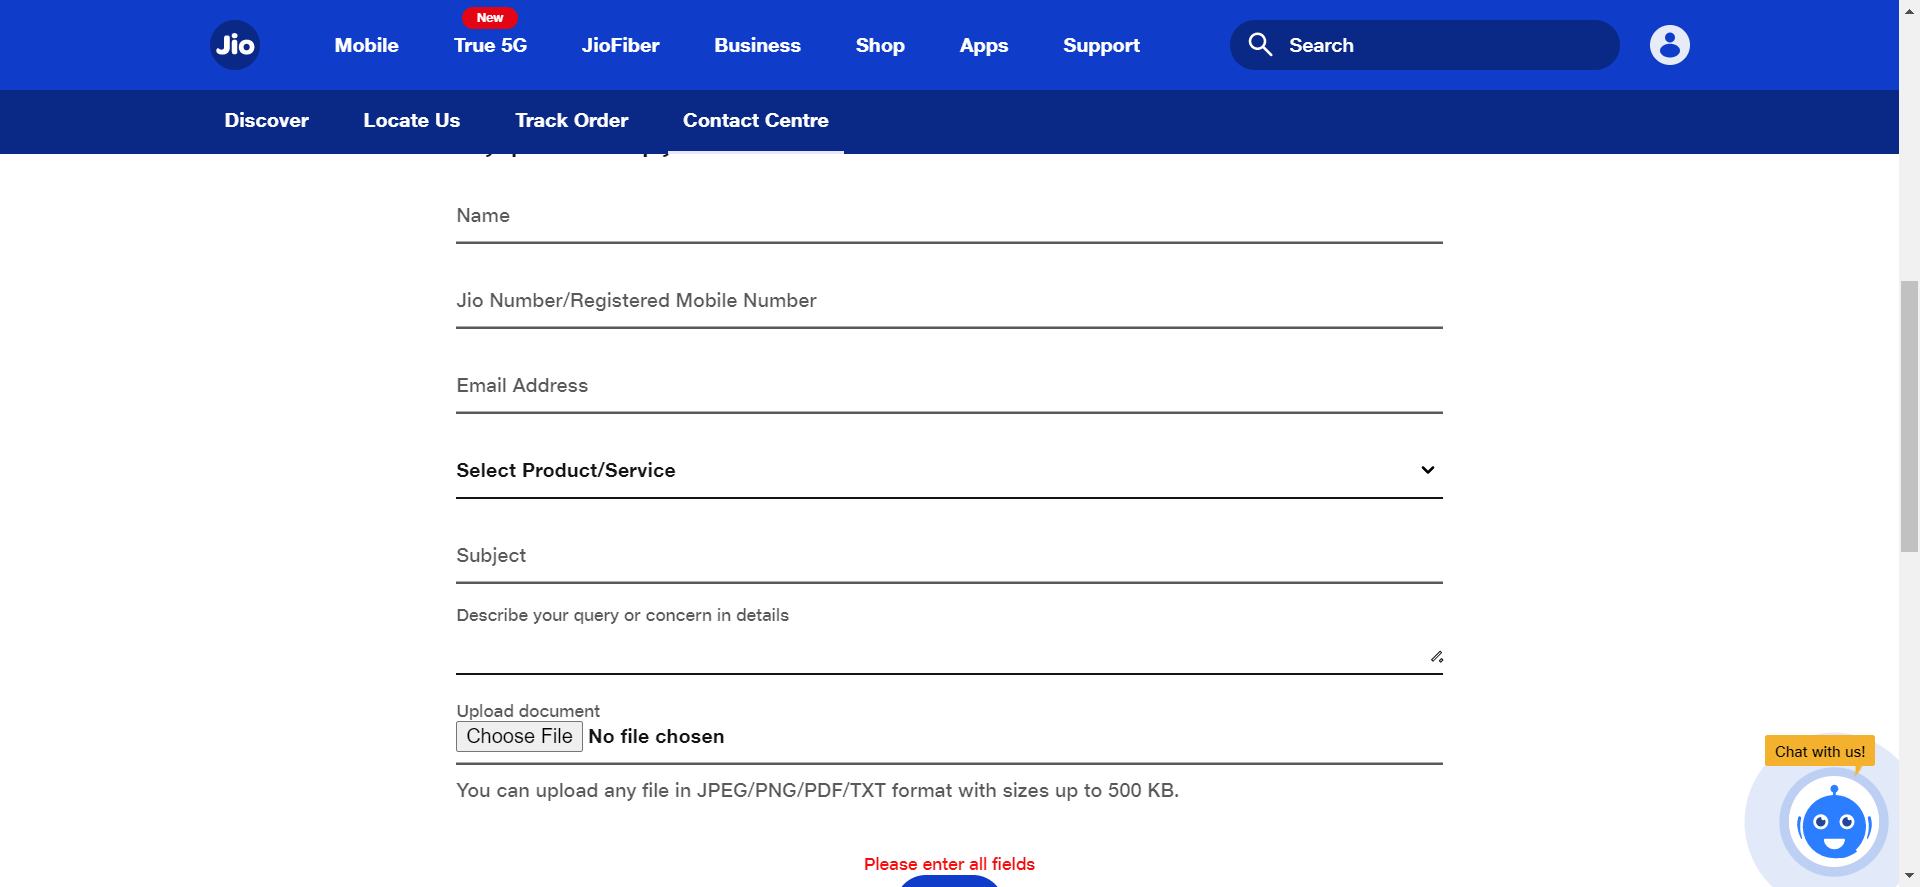 New
Jio
Mobile
True 5G
JioFiber
Business
Shop
Apps
Support
Search
Discover
Locate Us
Track Order
Contact Centre
Name
Jio Number/Registered Mobile Number
Email Address
Select Product/Service
Subject
Describe your query or concern in details
Upload document
Choose File No file chosen
You can upload any file in JPEG/PNG/PDF/TXT format with sizes up to 500 KB.
Chat with us!
Please enter all fields